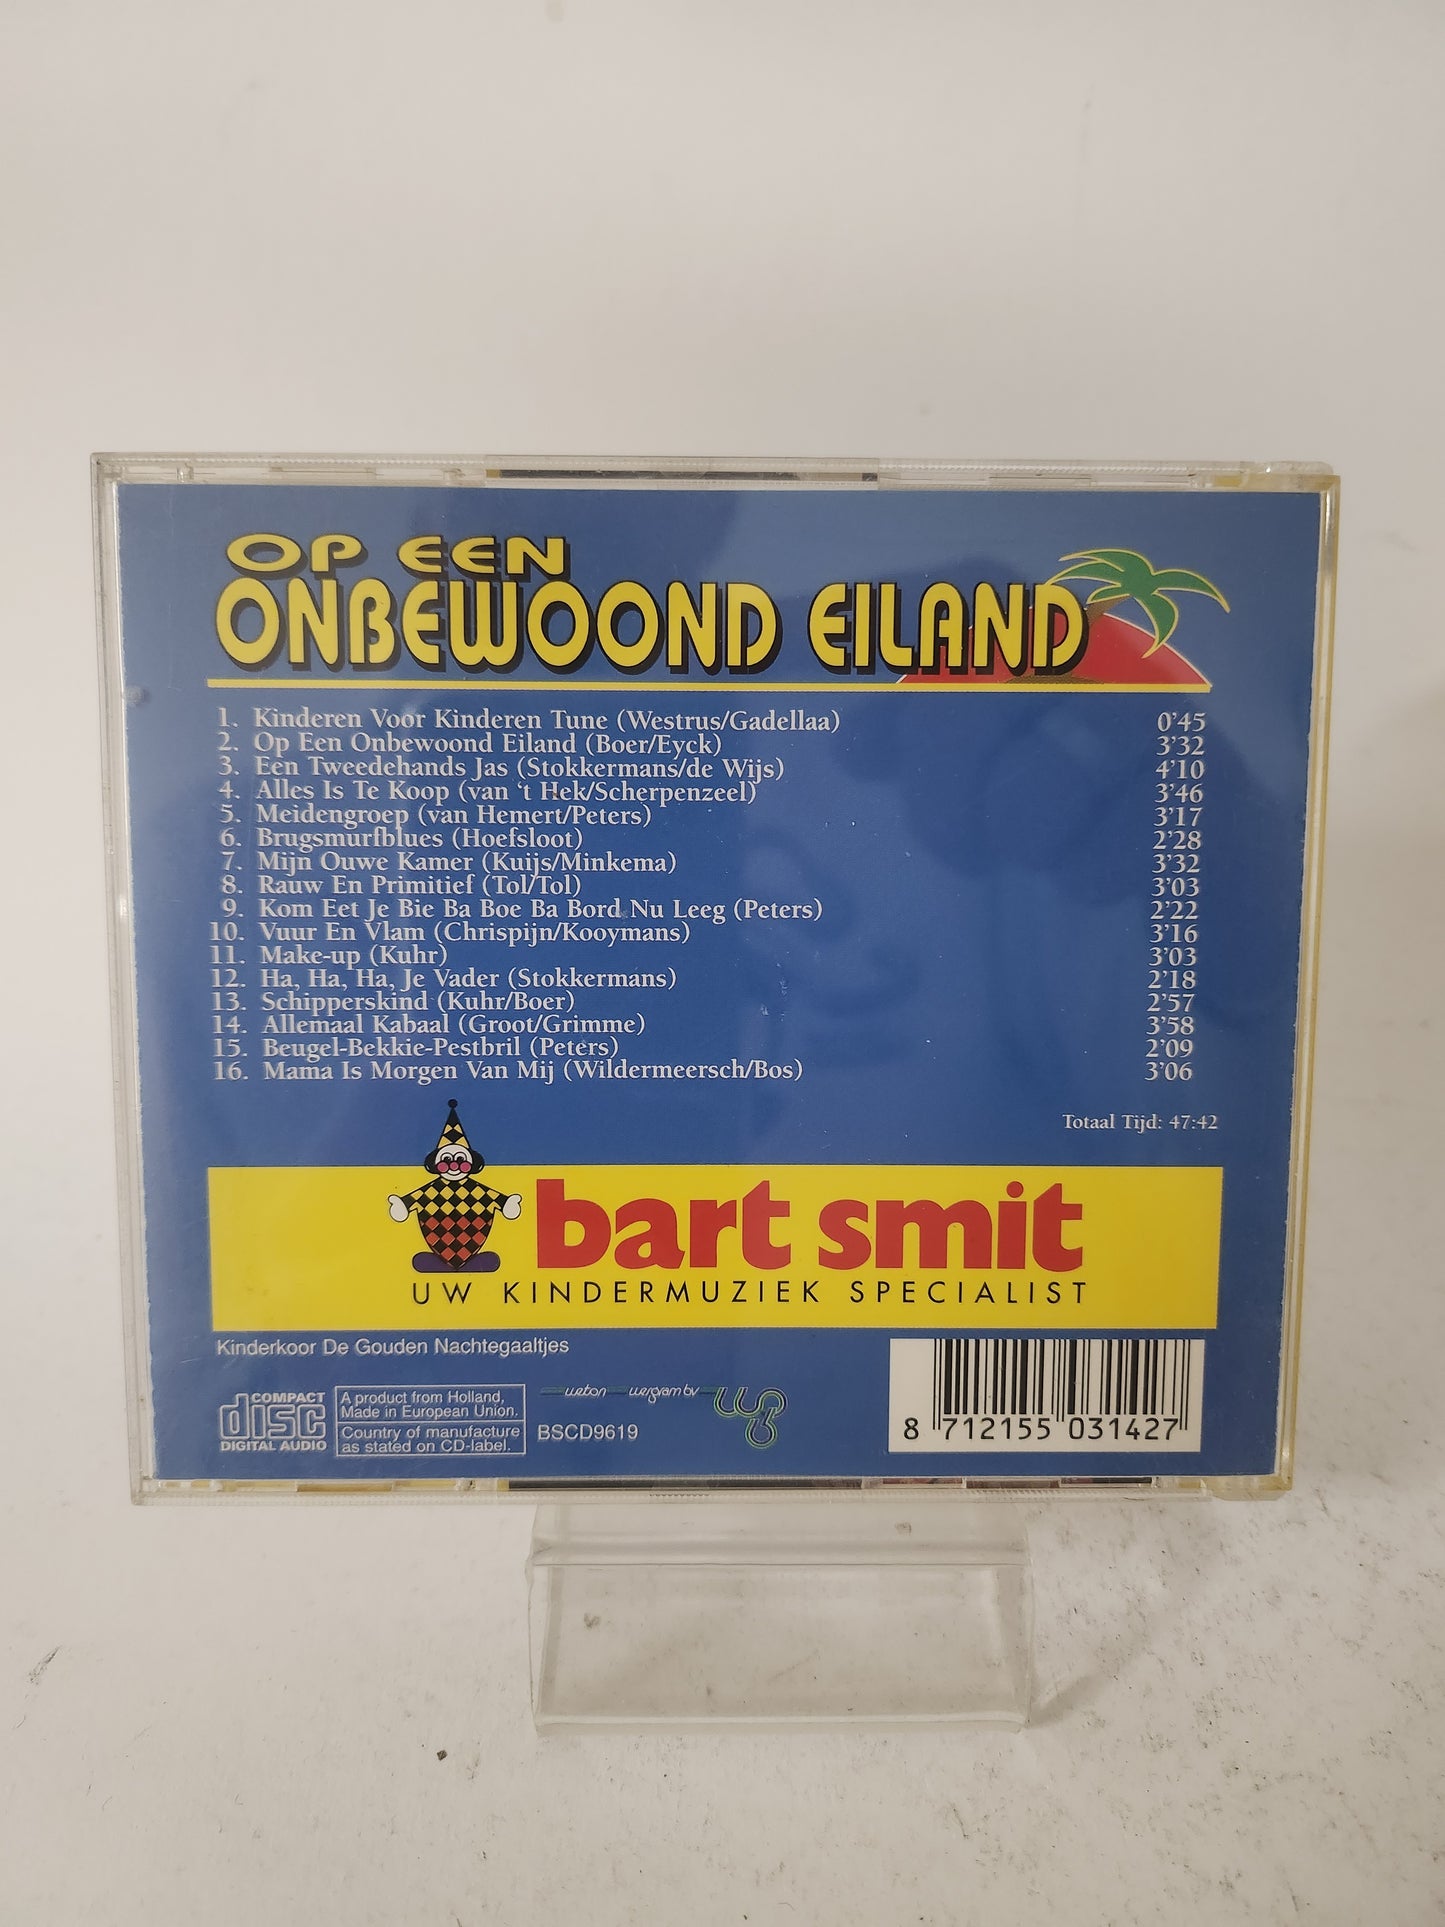 OP EEN
ONBEWOOND EILAND
1. Kinderen Voor Kinderen Tune (Westrus/Gadellaa) 0'45
2. Op Een Onbewoond Eiland (Boer/Eyck) 3'32
3. Een Tweedehands Jas (Stokkermans/de Wijs) 4'10
4. Alles Is Te Koop (van 't Hek/Scherpenzeel) 3'46
5. Meidengroep (van Hemert/Peters) 3'17
6. Brugsmurfblues (Hoefsloot) 2'28
7. Mijn Ouwe Kamer (Kuijs/Minkema) 3'32
8. Rauw En Primitief (Tol/Tol) 3'03
9. Kom Eet Je Bie Ba Boe Ba Bord Nu Leeg (Peters) 2'22
10. Vuur En Vlam (Chrispijn/Kooymans) 3'16
11. Make-up (Kuhr) 3'03
12. Ha, Ha, Ha, Je Vader (Stokkermans) 2'18
13. Schipperskind (Kuhr/Boer) 2'57
14. Allemaal Kabaal (Groot/Grimme) 3'58
15. Beugel-Bekkie-Pestbril (Peters) 2'09
16. Mama Is Morgen Van Mij (Wildermeersch/Bos) 3'06
Totaal Tijd: 47:42
bart smit
UW KINDERMUZIEK SPECIALIST
Kinderkoor De Gouden Nachtegaaltjes
COMPACT
disc
DIGITAL AUDIO
A product from Holland,
Made in European Union.
Country of manufacture
as stated on CD-label.
weton wesgram bv
BSCD9619
8 712155 031427